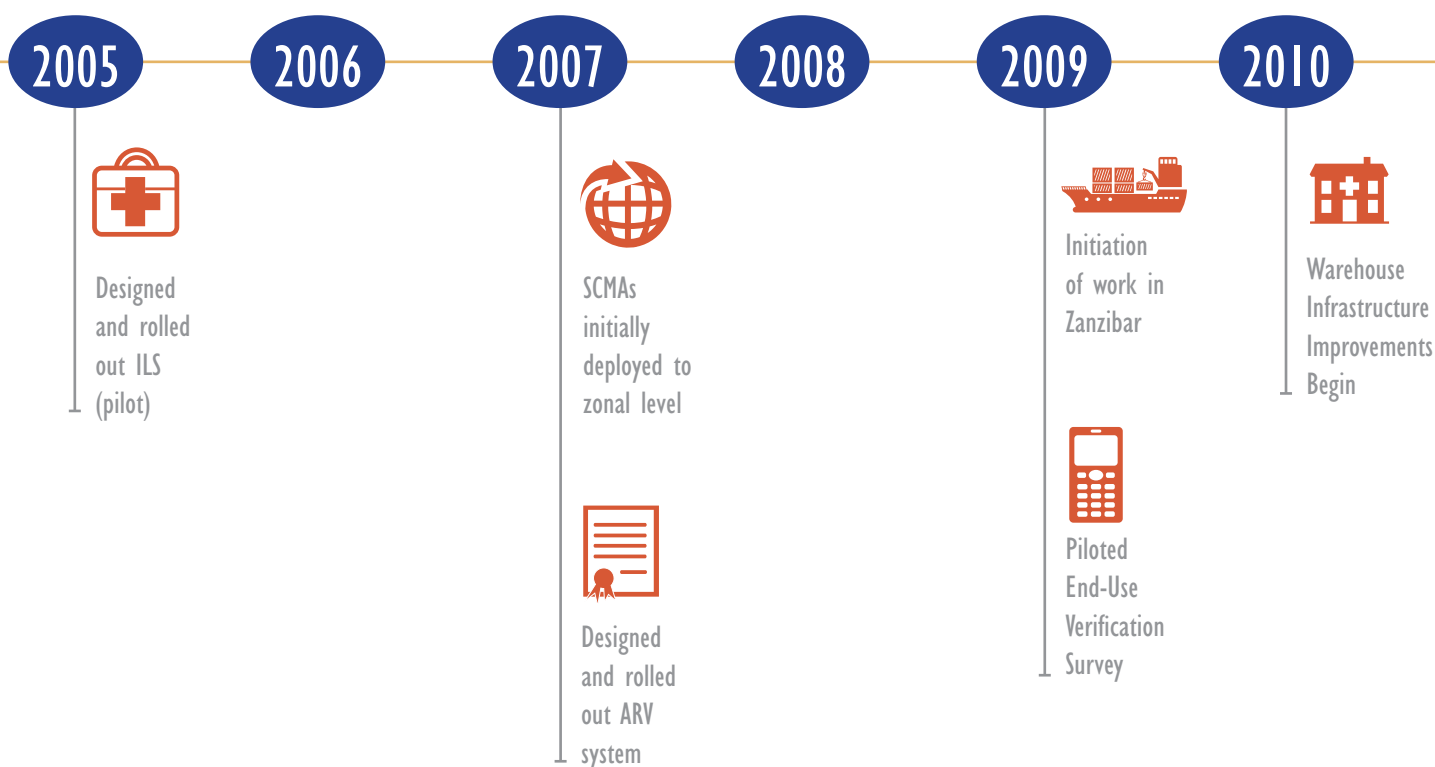 2005
2006
2007
2008
2009
2010
Designed
and rolled
out ILS
(pilot)
SCMAs
initially
deployed to
zonal level
Designed
and rolled
out ARV
system
Initiation
of work in
Zanzibar
Piloted
End-Use
Verification
Survey
Warehouse
Infrastructure
Improvements
Begin